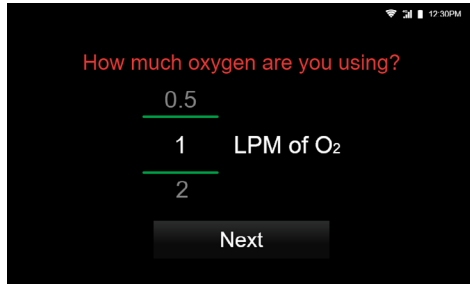 12:30PM
How much oxygen are you using?
0.5
1 LPM of O₂
2
Next